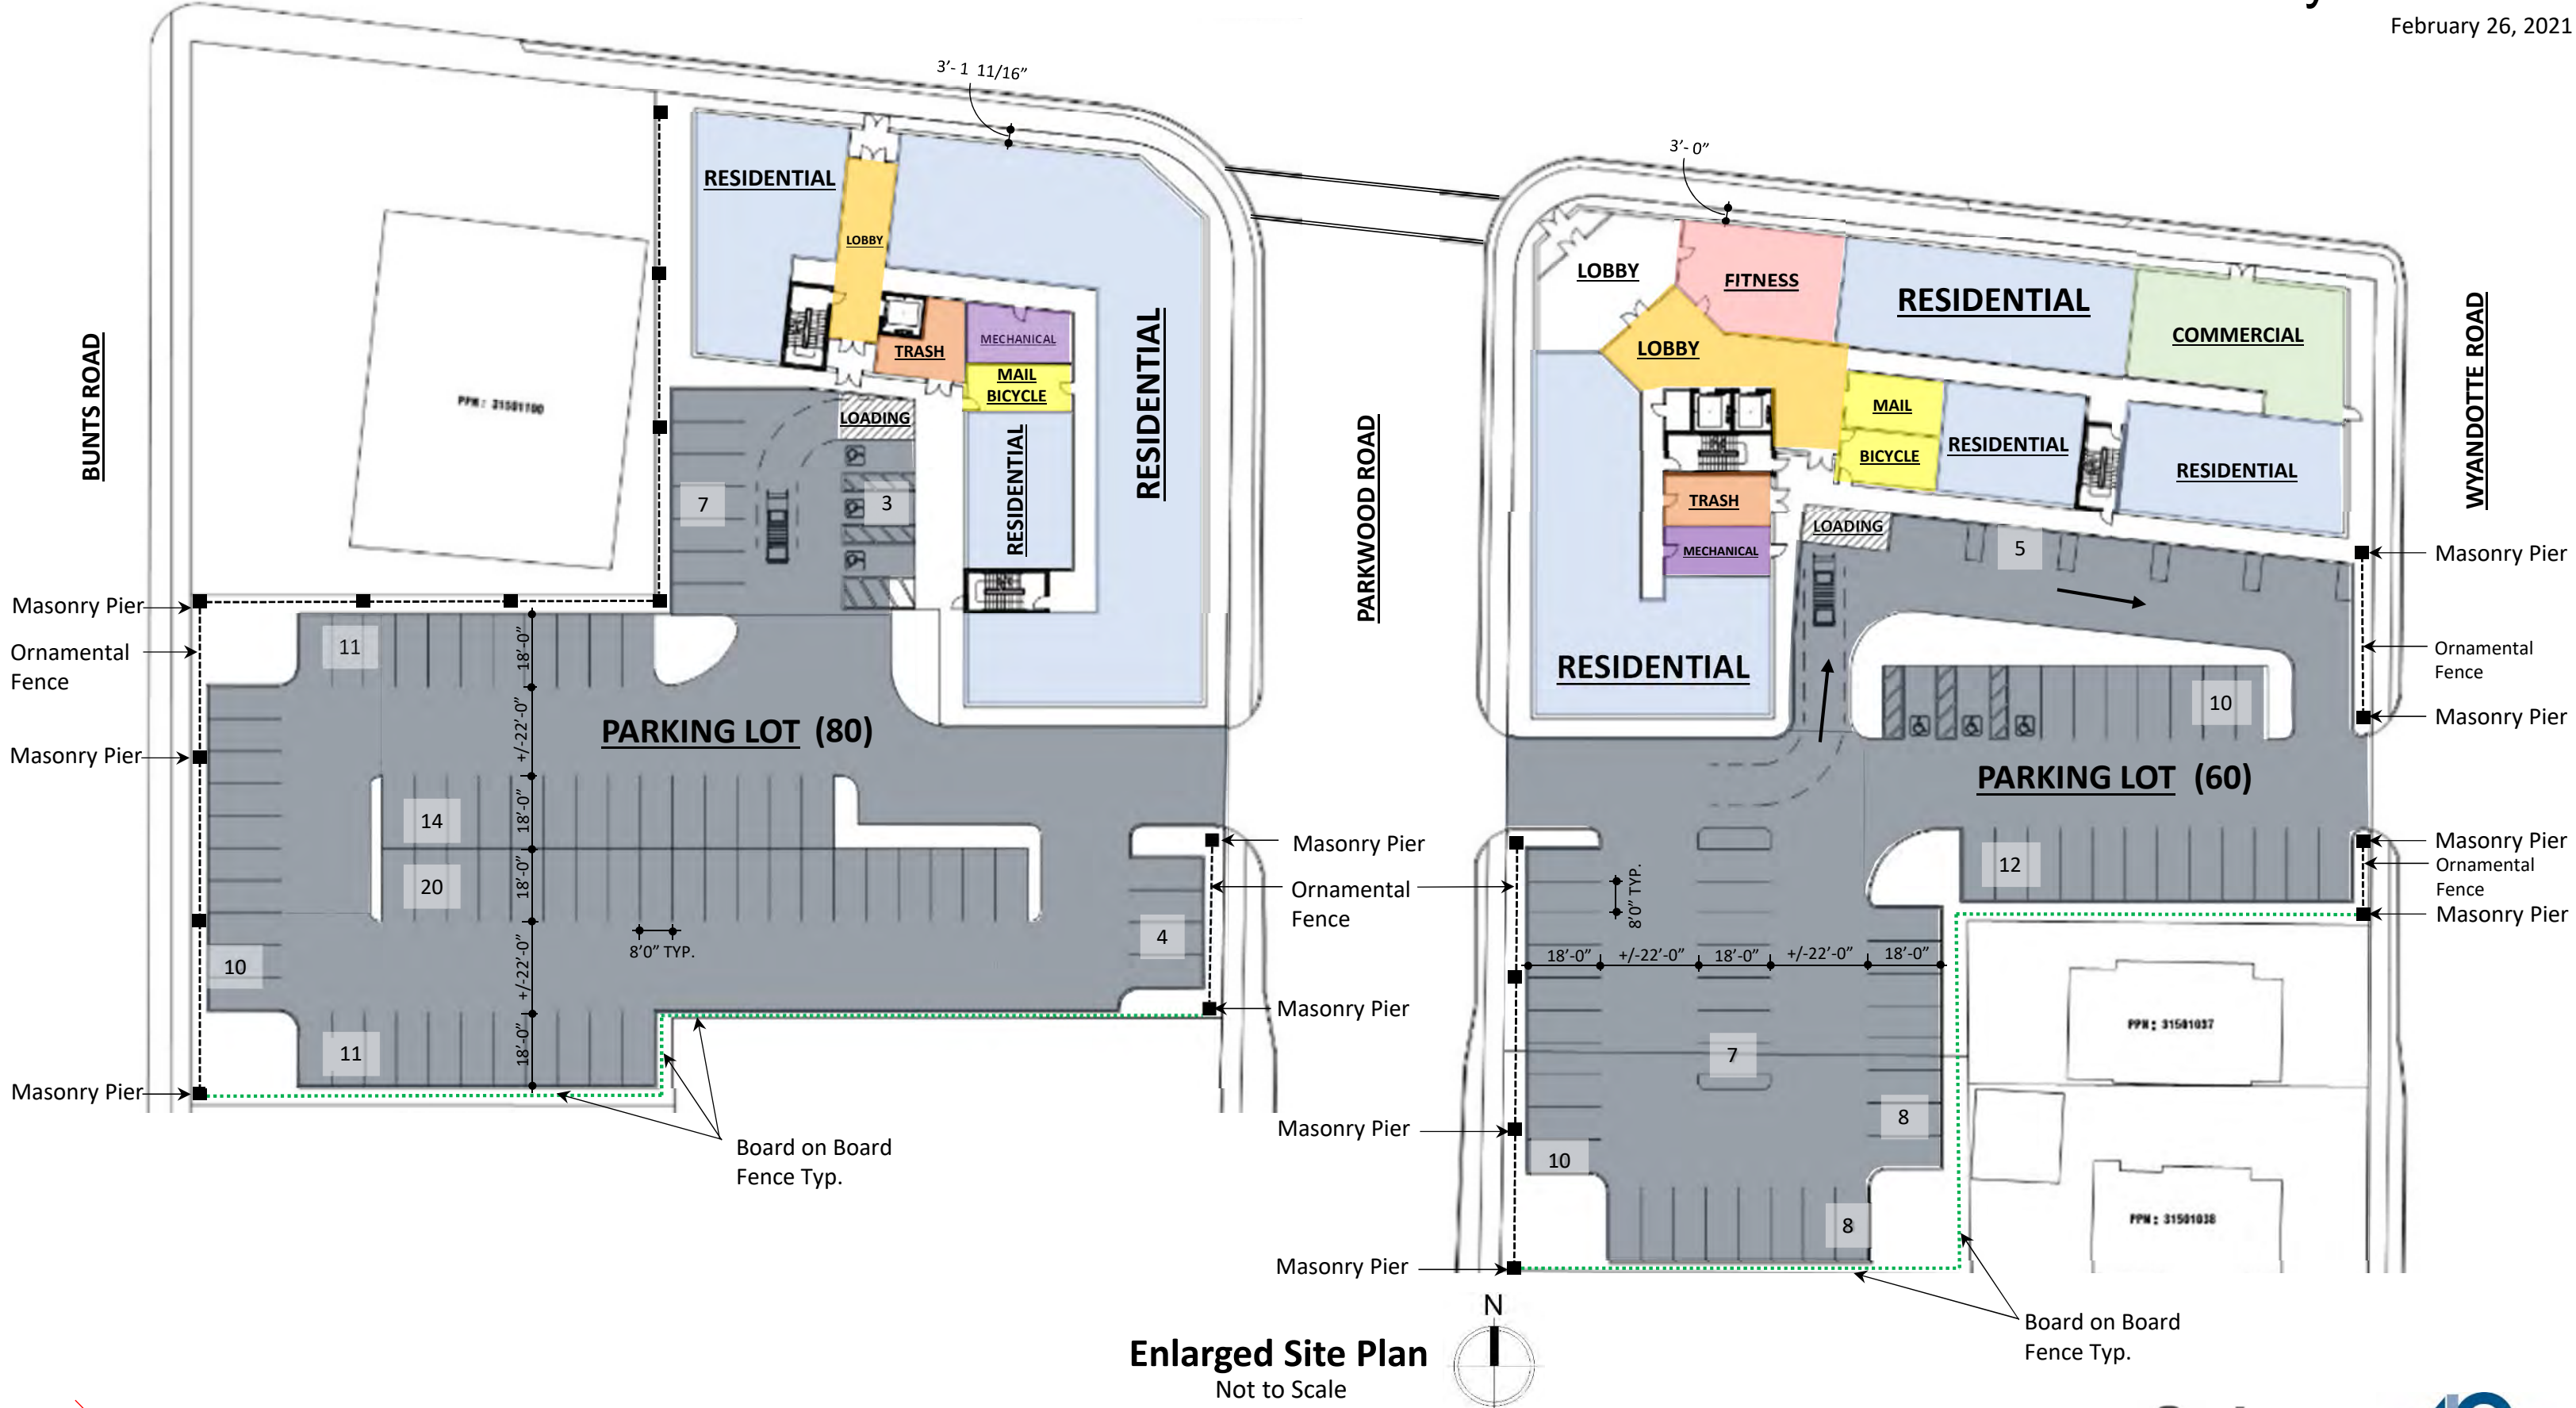 February 26, 2021
3'- 1 11/16"
3'- 0"
RESIDENTIAL
LOBBY
TRASH
MECHANICAL
MAIL
BICYCLE
LOADING
RESIDENTIAL
RESIDENTIAL
7
3
PPN: 31501100
BUNTS ROAD
PARKWOOD ROAD
WYANDOTTE ROAD
LOBBY
FITNESS
RESIDENTIAL
COMMERCIAL
LOBBY
MAIL
BICYCLE
RESIDENTIAL
RESIDENTIAL
TRASH
MECHANICAL
LOADING
RESIDENTIAL
5
Masonry Pier
Ornamental
Fence
Masonry Pier
Masonry Pier
11
18'-0"
+/-22'-0"
18'-0"
18'-0"
+/-22'-0"
18'-0"
PARKING LOT (80)
14
20
8'0" TYP.
10
11
4
Board on Board
Fence Typ.
Masonry Pier
Ornamental
Fence
Masonry Pier
Masonry Pier
Masonry Pier
10
PARKING LOT (60)
12
8'0" TYP.
18'-0"
+/-22'-0"
18'-0"
+/-22'-0"
18'-0"
7
8
10
8
Masonry Pier
Ornamental
Fence
Masonry Pier
Masonry Pier
Ornamental
Fence
Masonry Pier
PPN: 31501037
PPN: 31501038
Board on Board
Fence Typ.
N
Enlarged Site Plan
Not to Scale